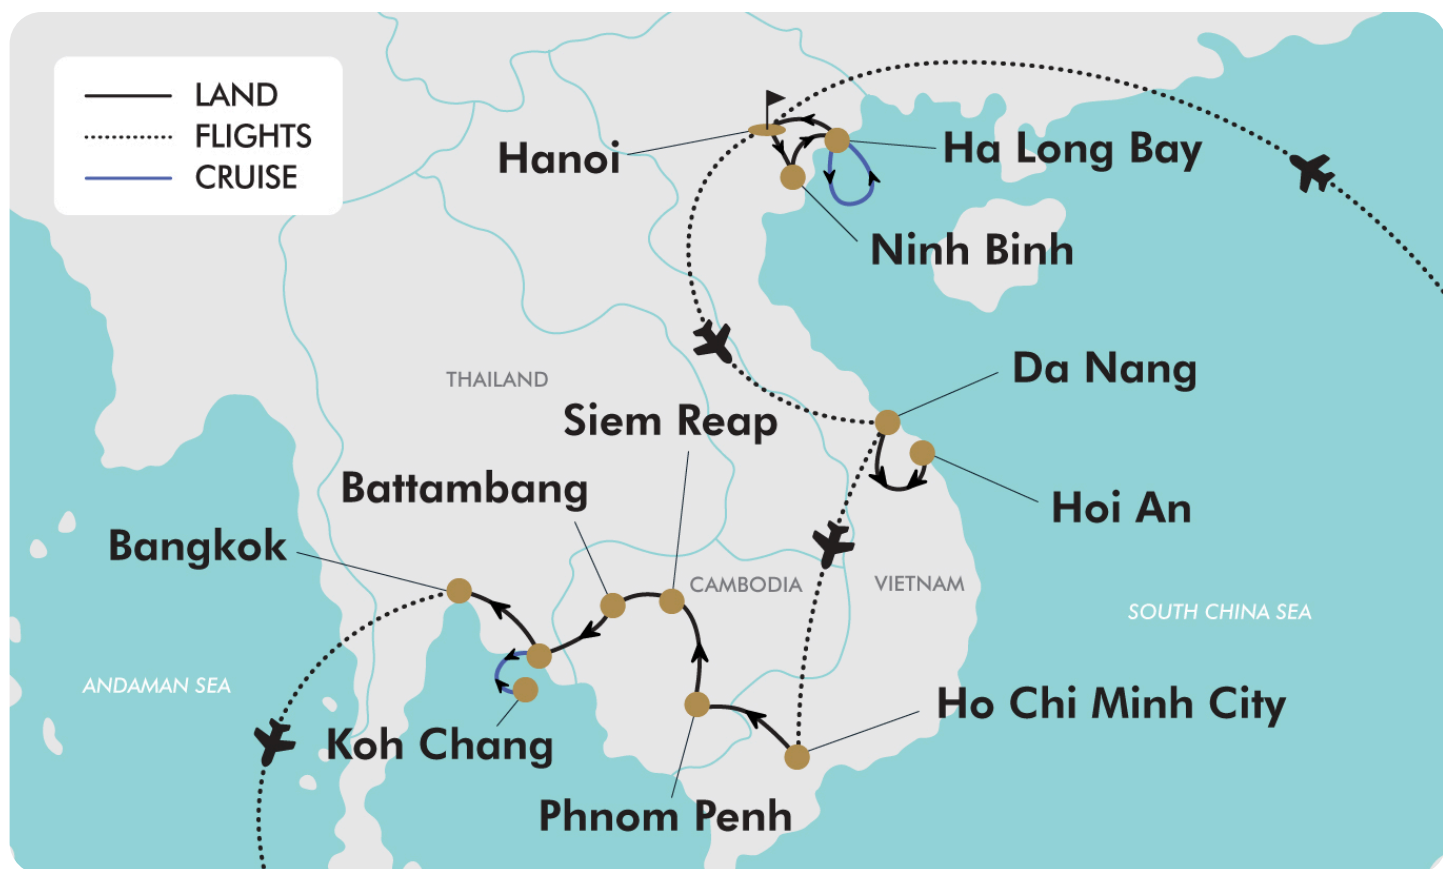 LAND
FLIGHTS
CRUISE
Hanoi
Ha Long Bay
Ninh Binh
Da Nang
THAILAND
Siem Reap
Battambang
Hoi An
Bangkok
CAMBODIA
VIETNAM
SOUTH CHINA SEA
ANDAMAN SEA
Ho Chi Minh City
Koh Chang
Phnom Penh